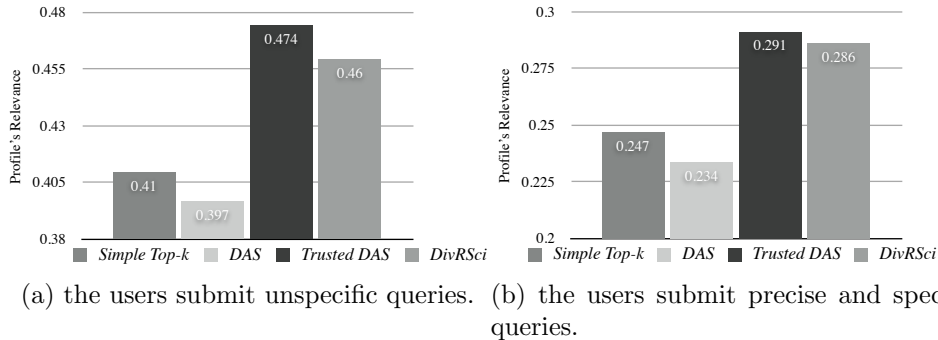 0.48
0.455
0.43
0.405
0.38
Profile's Relevance
0.41
0.397
0.474
0.46
Simple Top-k DAS Trusted DAS DivRSci
(a) the users submit unspecific queries.
0.3
0.275
0.25
0.225
0.2
Profile's Relevance
0.247
0.234
0.291
0.286
Simple Top-k DAS Trusted DAS DivRSci
(b) the users submit precise and spec
queries.